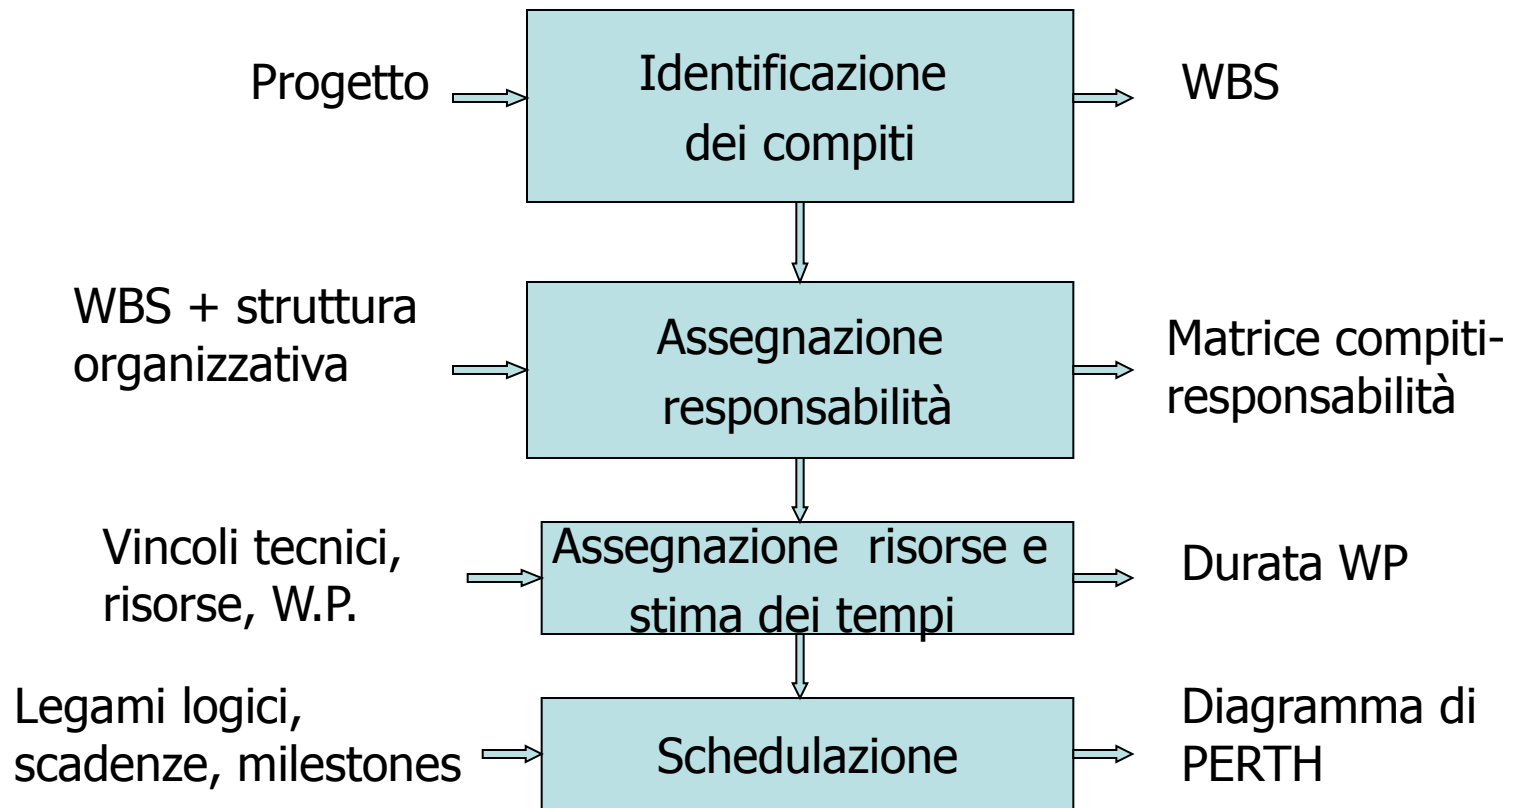 Progetto
Identificazione
dei compiti
WBS
WBS + struttura
organizzativa
Assegnazione
responsabilità
Matrice compiti-
responsabilità
Vincoli tecnici,
risorse, W.P.
Assegnazione risorse e
stima dei tempi
Durata WP
Legami logici,
scadenze, milestones
Schedulazione
Diagramma di
PERTH